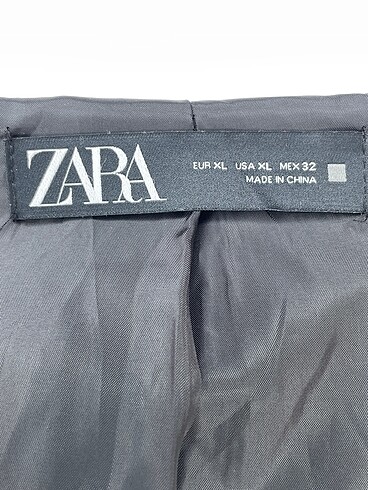 ZARA
EUR XL USA XL MEX 32
MADE IN CHINA